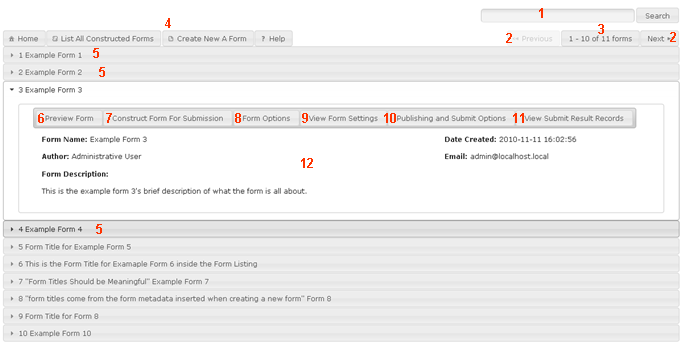 1 Search
4 3
Home List All Constructed Forms Create New A Form ? Help 2 Previous 1 - 10 of 11 forms Next 2
1 Example Form 1 5
2 Example Form 2 5
3 Example Form 3
6 Preview Form 7 Construct Form For Submission 8 Form Options 9 View Form Settings 10 Publishing and Submit Options 11 View Submit Result Records
Form Name: Example Form 3 Date Created: 2010-11-11 16:02:56
Author: Administrative User Email: admin@localhost.local
12
Form Description:
This is the example form 3's brief description of what the form is all about.
4 Example Form 4 5
5 Form Title for Example Form 5
6 This is the Form Title for Examaple Form 6 inside the Form Listing
7 "Form Titles Should be Meaningful" Example Form 7
8 "form titles come from the form metadata inserted when creating a new form" Form 8
9 Form Title for Form 8
10 Example Form 10